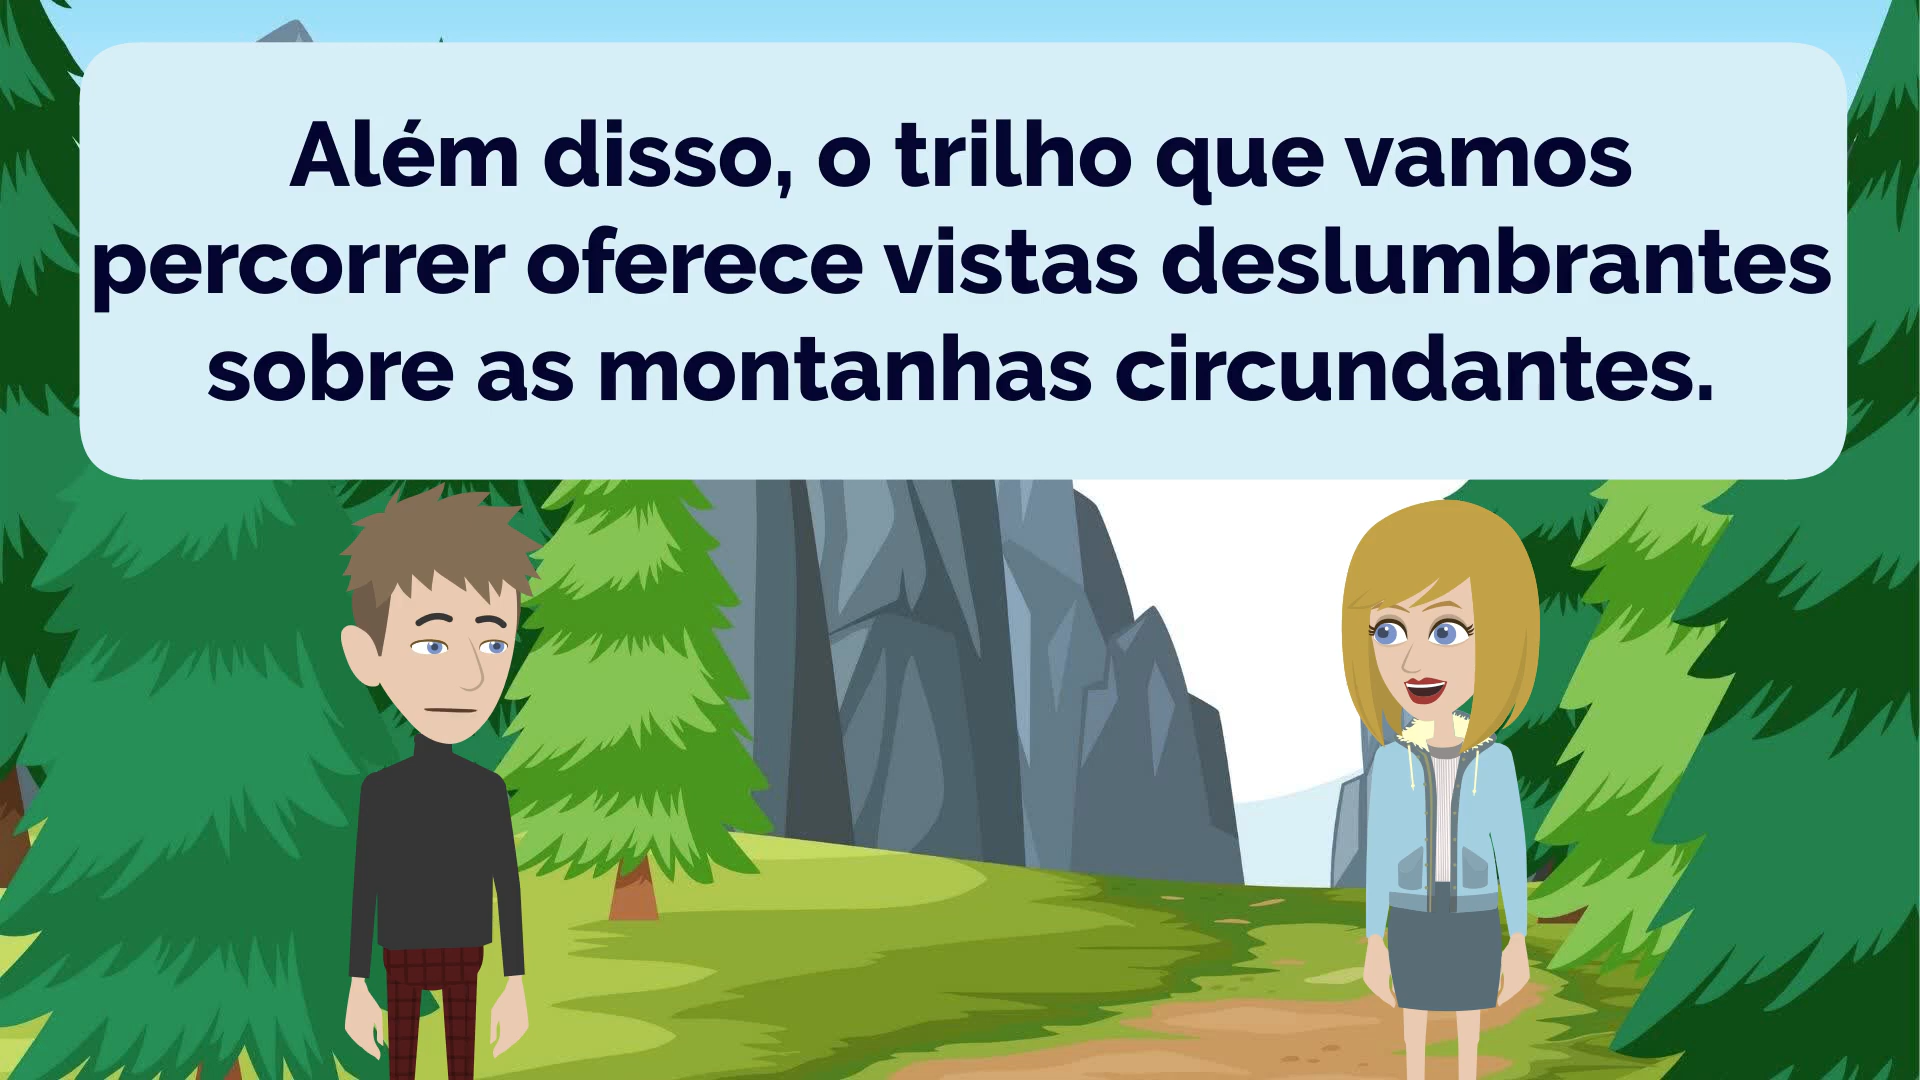 Além disso, o trilho que vamos
percorrer oferece vistas deslumbrantes
sobre as montanhas circundantes.